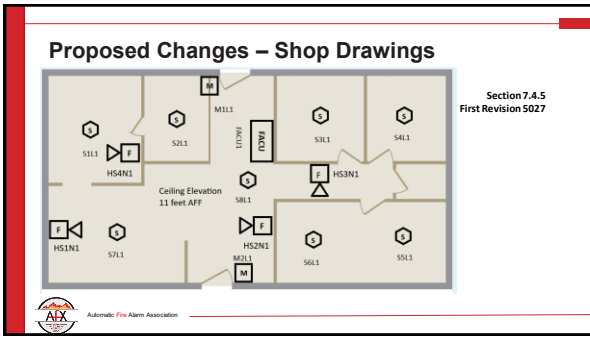 Proposed Changes – Shop Drawings
Section 7.4.5
First Revision 5027
M
M1L1
S
S1L1
S
S2L1
FACU1
FACU
S
S3L1
S
S4L1
F
HS4N1
S
S8L1
F
HS3N1
Ceiling Elevation
11 feet AFF
F
HS1N1
S
S7L1
F
HS2N1
M2L1
M
S
S6L1
S
S5L1
Automatic Fire Alarm Association